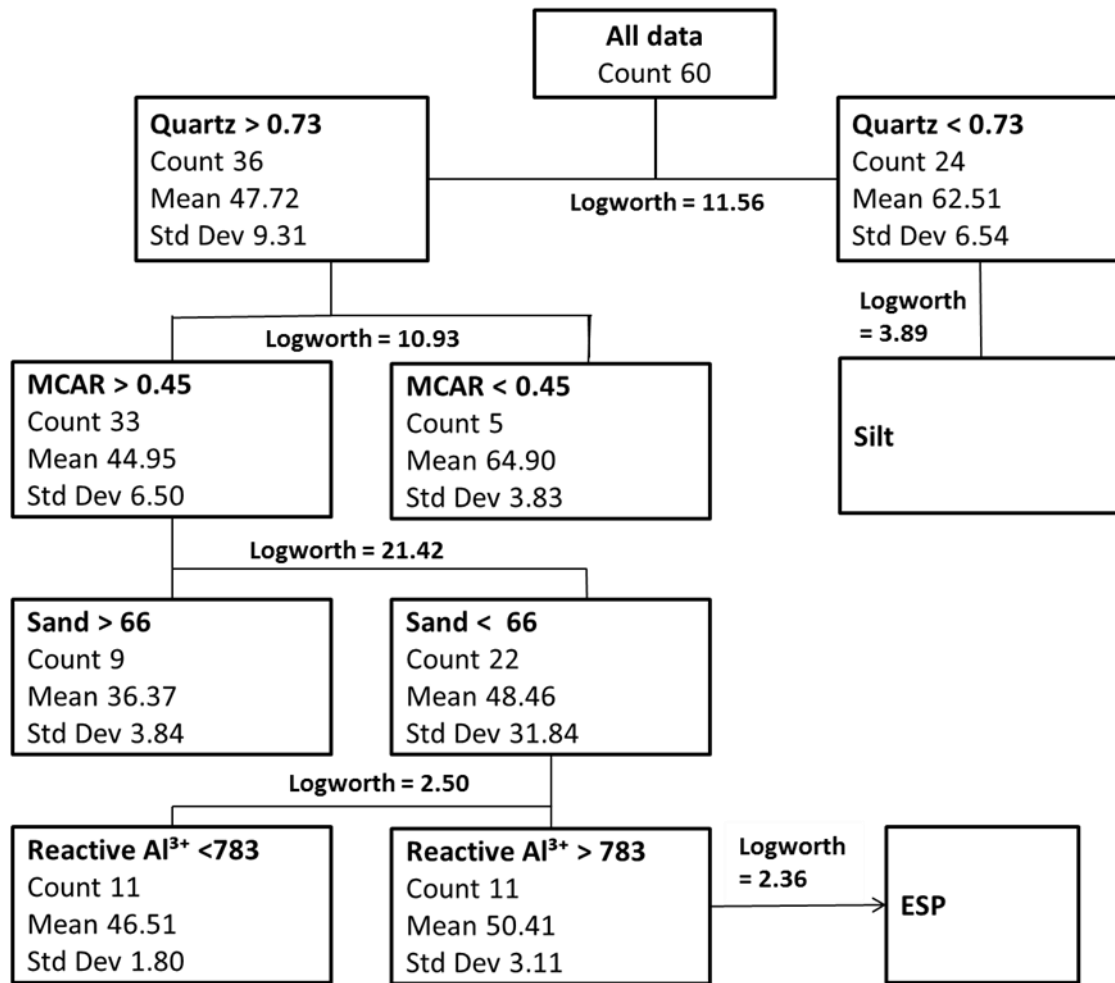 All data
Count 60
Quartz > 0.73
Count 36
Mean 47.72
Std Dev 9.31
Logworth = 11.56
Quartz < 0.73
Count 24
Mean 62.51
Std Dev 6.54
Logworth = 10.93
Logworth
= 3.89
MCAR > 0.45
Count 33
Mean 44.95
Std Dev 6.50
MCAR < 0.45
Count 5
Mean 64.90
Std Dev 3.83
Silt
Logworth = 21.42
Sand > 66
Count 9
Mean 36.37
Std Dev 3.84
Sand < 66
Count 22
Mean 48.46
Std Dev 31.84
Logworth = 2.50
Reactive Al³⁺ <783
Count 11
Mean 46.51
Std Dev 1.80
Reactive Al³⁺ > 783
Count 11
Mean 50.41
Std Dev 3.11
Logworth
= 2.36
ESP